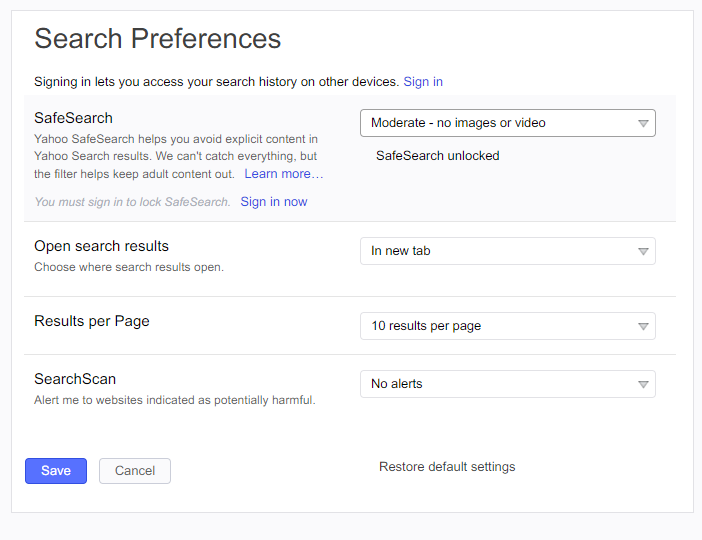 Search Preferences
Signing in lets you access your search history on other devices. Sign in
SafeSearch
Moderate - no images or video
Yahoo SafeSearch helps you avoid explicit content in
Yahoo Search results. We can't catch everything, but
the filter helps keep adult content out. Learn more…
SafeSearch unlocked
You must sign in to lock SafeSearch. Sign in now
Open search results
In new tab
Choose where search results open.
Results per Page
10 results per page
SearchScan
No alerts
Alert me to websites indicated as potentially harmful.
Save
Cancel
Restore default settings